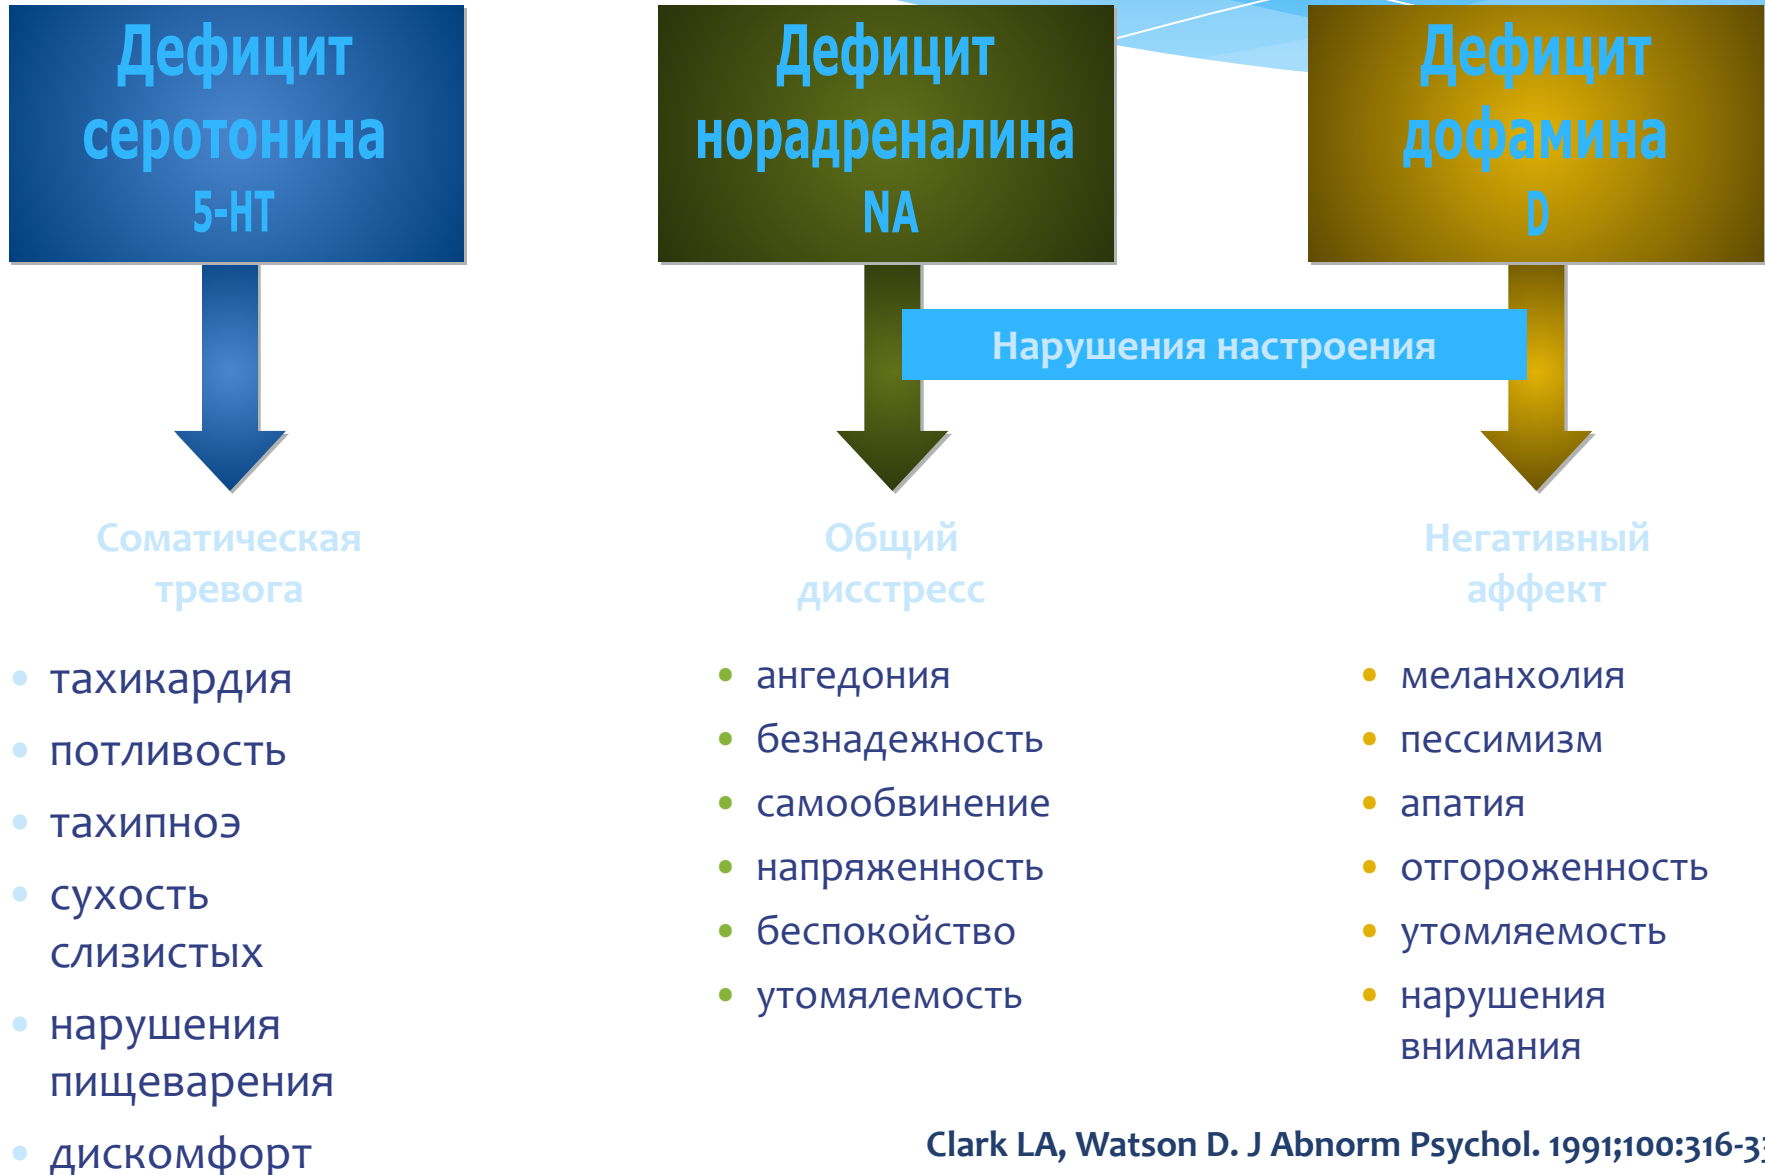 Дефицит
серотонина
5-НТ
Дефицит
норадреналина
NA
Дефицит
дофамина
D
Нарушения настроения
Соматическая
тревога
тахикардия
потливость
тахипноэ
сухость
слизистых
нарушения
пищеварения
дискомфорт
Общий
дисстресс
ангедония
безнадежность
самообвинение
напряженность
беспокойство
утомялемость
Негативный
аффект
меланхолия
пессимизм
апатия
отгороженность
утомляемость
нарушения
внимания
Clark LA, Watson D. J Abnorm Psychol. 1991;100:316-33